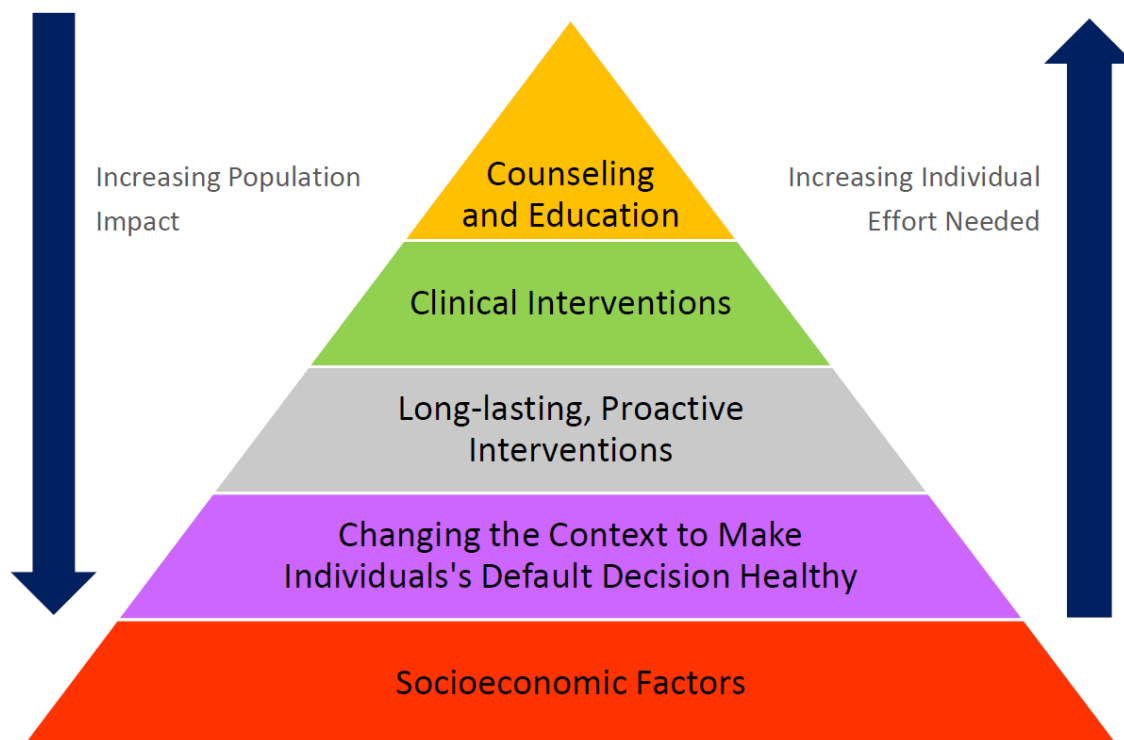 Counseling
and Education
Increasing Population
Impact
Increasing Individual
Effort Needed
Clinical Interventions
Long-lasting, Proactive
Interventions
Changing the Context to Make
Individuals's Default Decision Healthy
Socioeconomic Factors